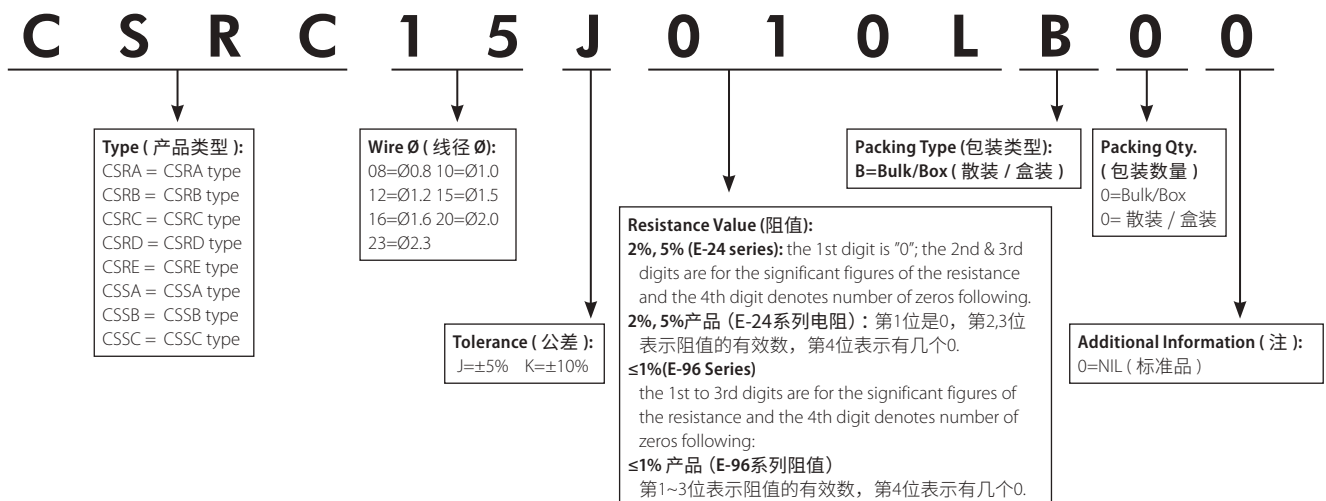 C S R C 1 5 J 0 1 0 L B 0 0
Type ( 产品类型 ):
CSRA = CSRA type
CSRB = CSRB type
CSRC = CSRC type
CSRD = CSRD type
CSRE = CSRE type
CSSA = CSSA type
CSSB = CSSB type
CSSC = CSSC type
Wire Ø ( 线径 Ø):
08=Ø0.8 10=Ø1.0
12=Ø1.2 15=Ø1.5
16=Ø1.6 20=Ø2.0
23=Ø2.3
Tolerance ( 公差 ):
J=±5% K=±10%
Resistance Value (阻值):
2%, 5% (E-24 series): the 1st digit is "0"; the 2nd & 3rd
digits are for the significant figures of the resistance
and the 4th digit denotes number of zeros following.
2%, 5%产品（E-24系列电阻）：第1位是0，第2,3位
表示阻值的有效数，第4位表示有几个0.
≤1%(E-96 Series)
the 1st to 3rd digits are for the significant figures of
the resistance and the 4th digit denotes number of
zeros following:
≤1% 产品（E-96系列阻值）
第1~3位表示阻值的有效数，第4位表示有几个0.
Packing Type (包装类型):
B=Bulk/Box ( 散装 / 盒装 )
Packing Qty.
( 包装数量 )
0=Bulk/Box
0= 散装 / 盒装
Additional Information ( 注 ):
0=NIL ( 标准品 )